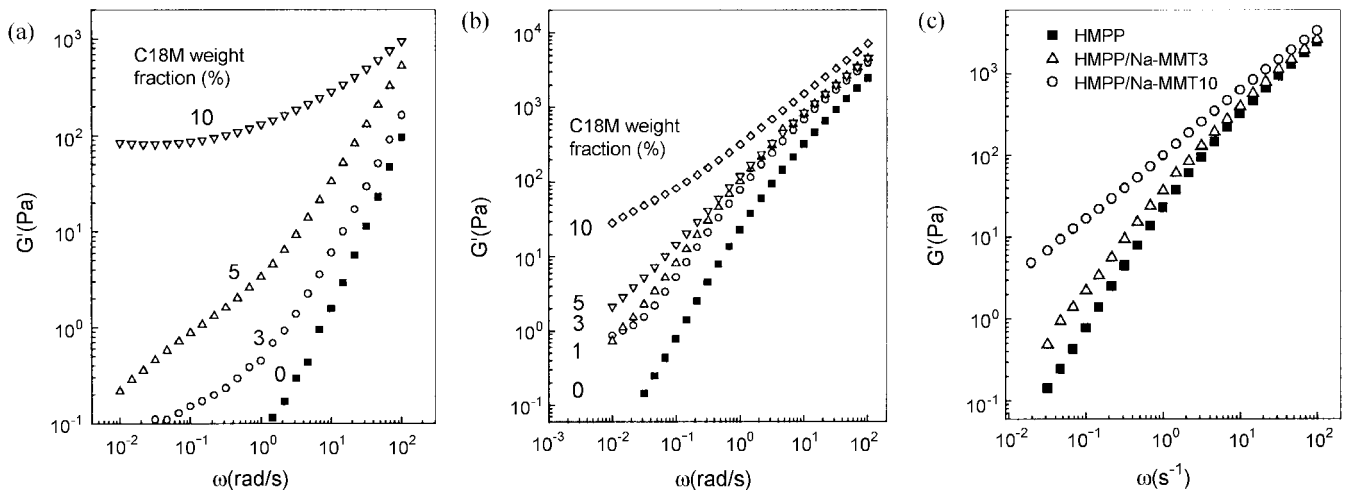 (a)
10³
10²
10¹
10⁰
10⁻¹
G'(Pa)
C18M weight
fraction (%)
10
5
3
0
10⁻²
10⁻¹
10⁰
10¹
10²
ω(rad/s)
(b)
10⁴
10³
10²
10¹
10⁰
10⁻¹
G'(Pa)
C18M weight
fraction (%)
10
5
3
1
0
10⁻³
10⁻²
10⁻¹
10⁰
10¹
10²
ω(rad/s)
(c)
10³
10²
10¹
10⁰
10⁻¹
G'(Pa)
HMPP
HMPP/Na-MMT3
HMPP/Na-MMT10
10⁻²
10⁻¹
10⁰
10¹
10²
ω(s⁻¹)